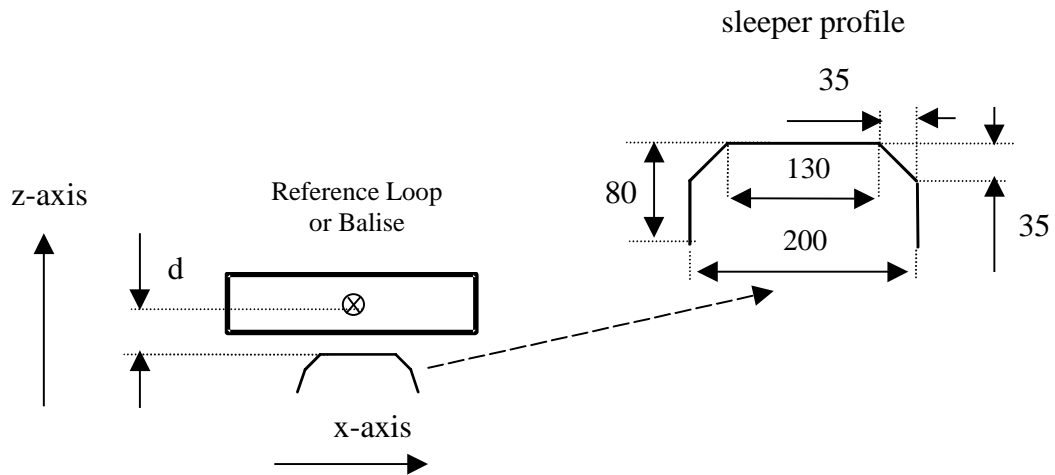 sleeper profile
35
80
130
200
35
z-axis
Reference Loop
or Balise
d
x-axis